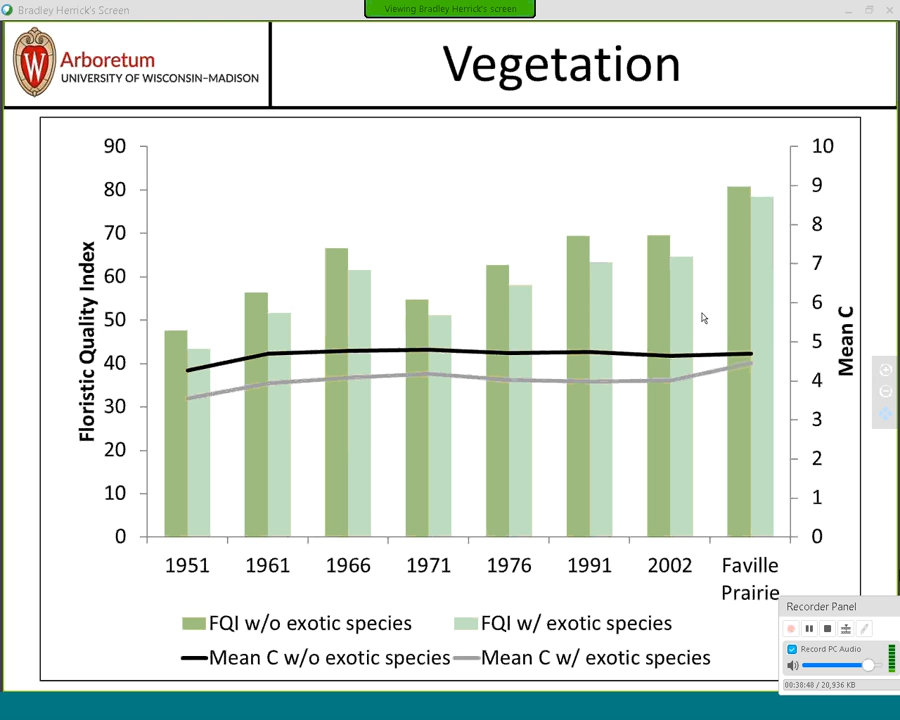 Bradley Herrick's Screen
Viewing Bradley Herrick's screen
W
Arboretum
UNIVERSITY OF WISCONSIN–MADISON
Vegetation
Floristic Quality Index
90
80
70
60
50
40
30
20
10
0
10
9
8
7
6
5
4
3
2
1
0
Mean C
1951 1961 1966 1971 1976 1991 2002 Faville Prairie
FQI w/o exotic species FQI w/ exotic species
Mean C w/o exotic species Mean C w/ exotic species
Recorder Panel
Record PC Audio
00:38:48 / 20,936 KB